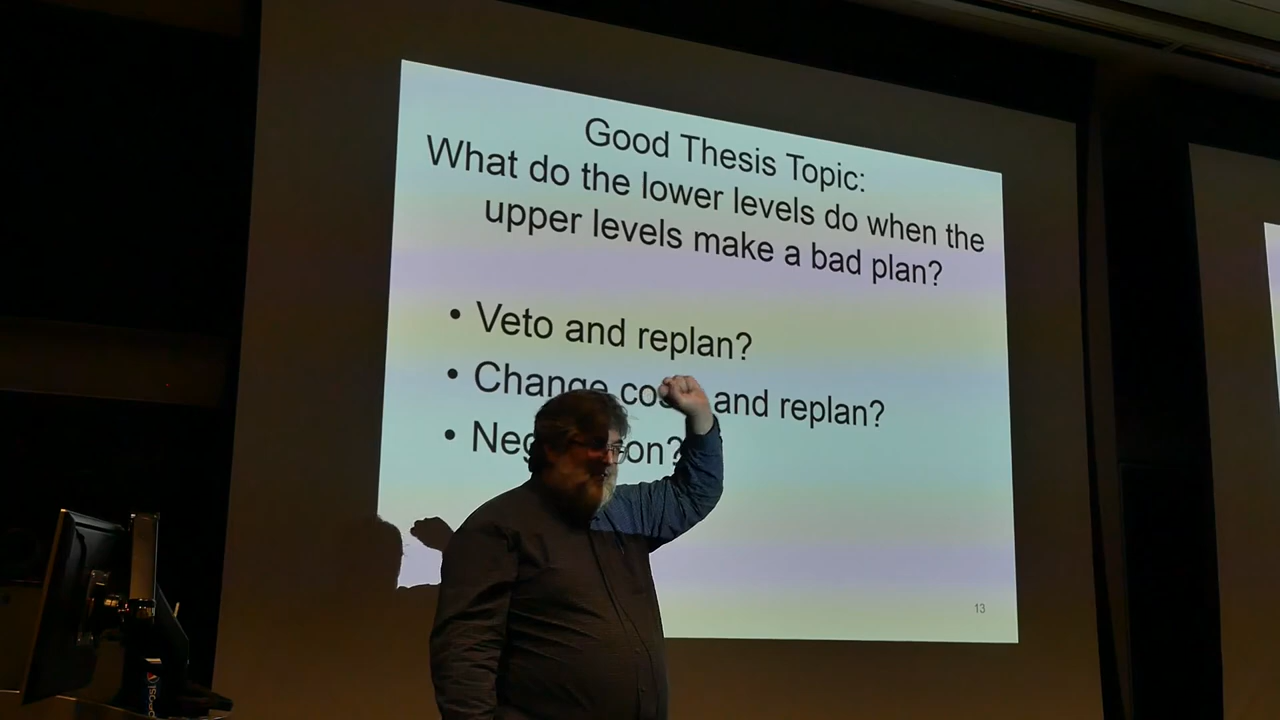 Good Thesis Topic:
What do the lower levels do when the
upper levels make a bad plan?
• Veto and replan?
• Change and replan?
•
13